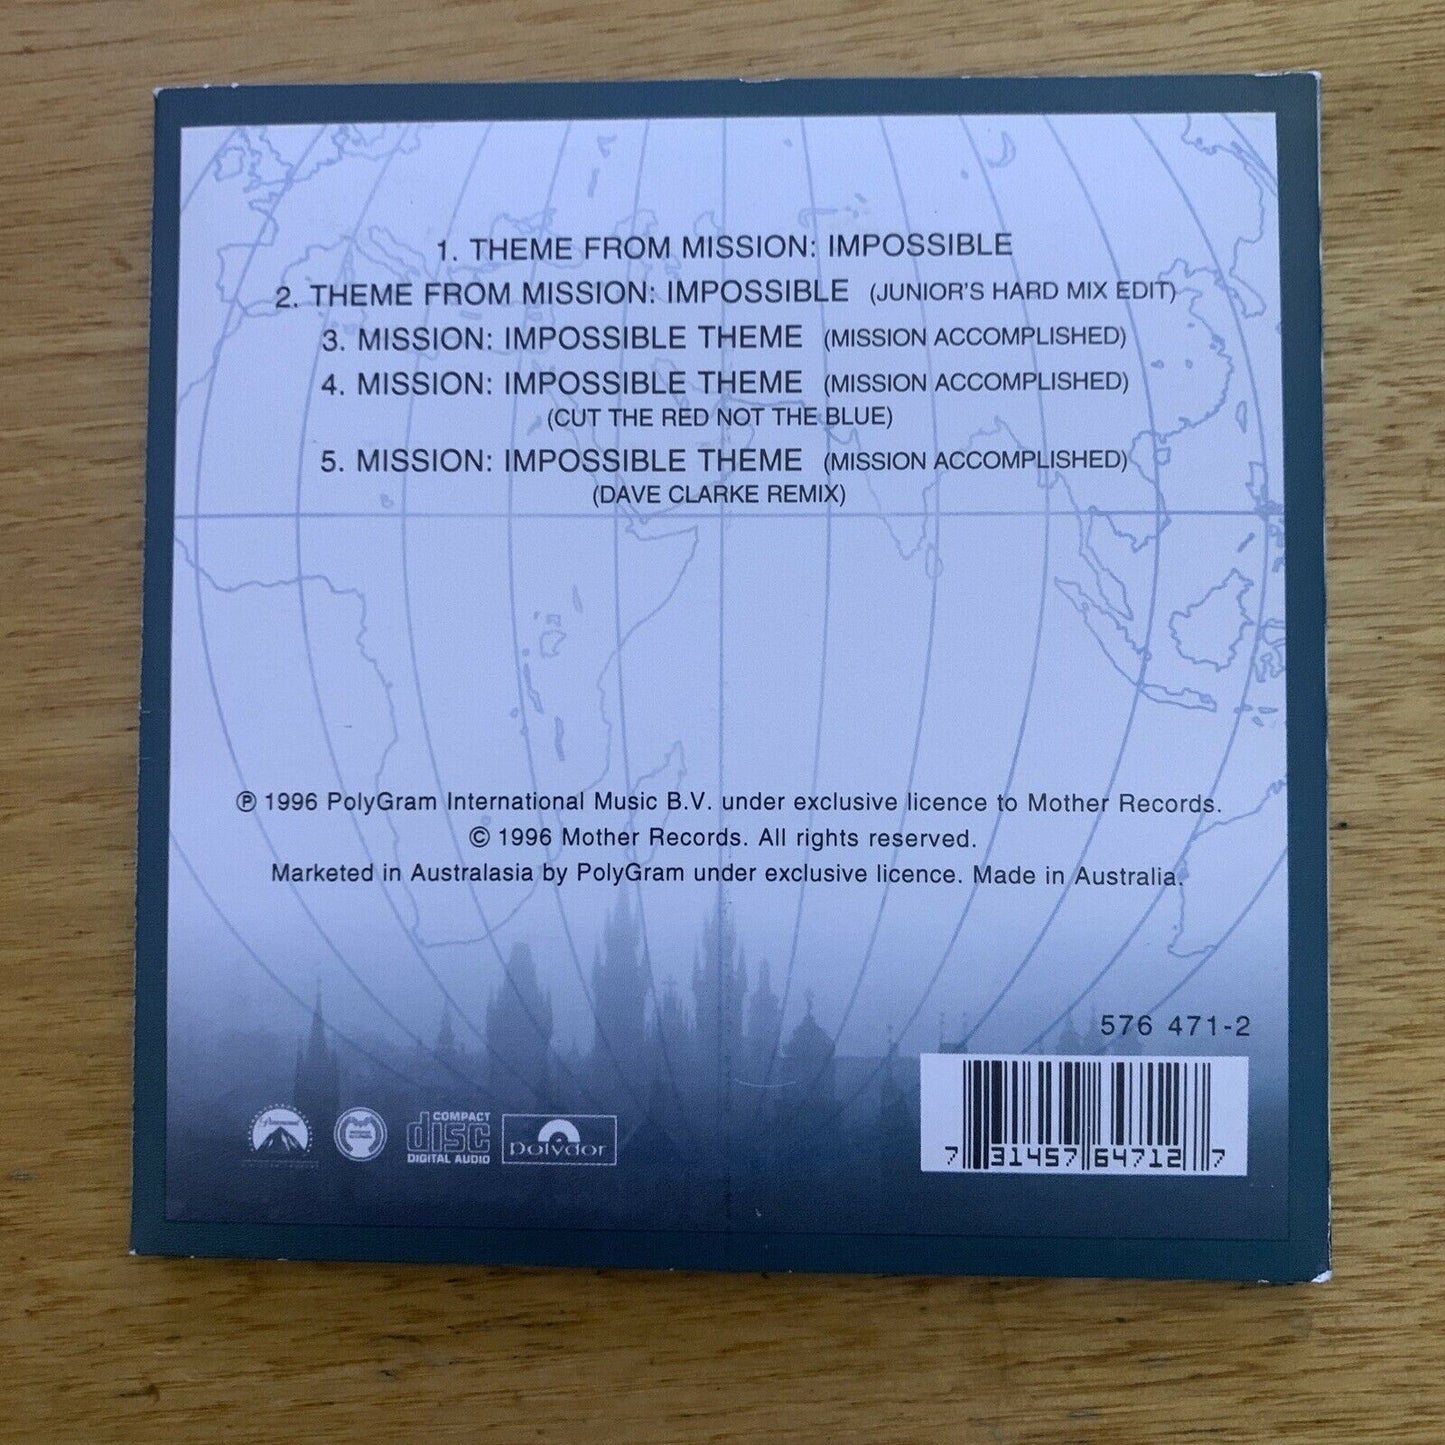 1. THEME FROM MISSION: IMPOSSIBLE
2. THEME FROM MISSION: IMPOSSIBLE (JUNIOR'S HARD MIX EDIT)
3. MISSION: IMPOSSIBLE THEME (MISSION ACCOMPLISHED)
4. MISSION: IMPOSSIBLE THEME (MISSION ACCOMPLISHED)
(CUT THE RED NOT THE BLUE)
5. MISSION: IMPOSSIBLE THEME (MISSION ACCOMPLISHED)
(DAVE CLARKE REMIX)
℗ 1996 PolyGram International Music B.V. under exclusive licence to Mother Records.
© 1996 Mother Records. All rights reserved.
Marketed in Australasia by PolyGram under exclusive licence. Made in Australia.
576 471-2
Paramount
COMPACT
disc
DIGITAL AUDIO
polydor
7 31457 64712 7